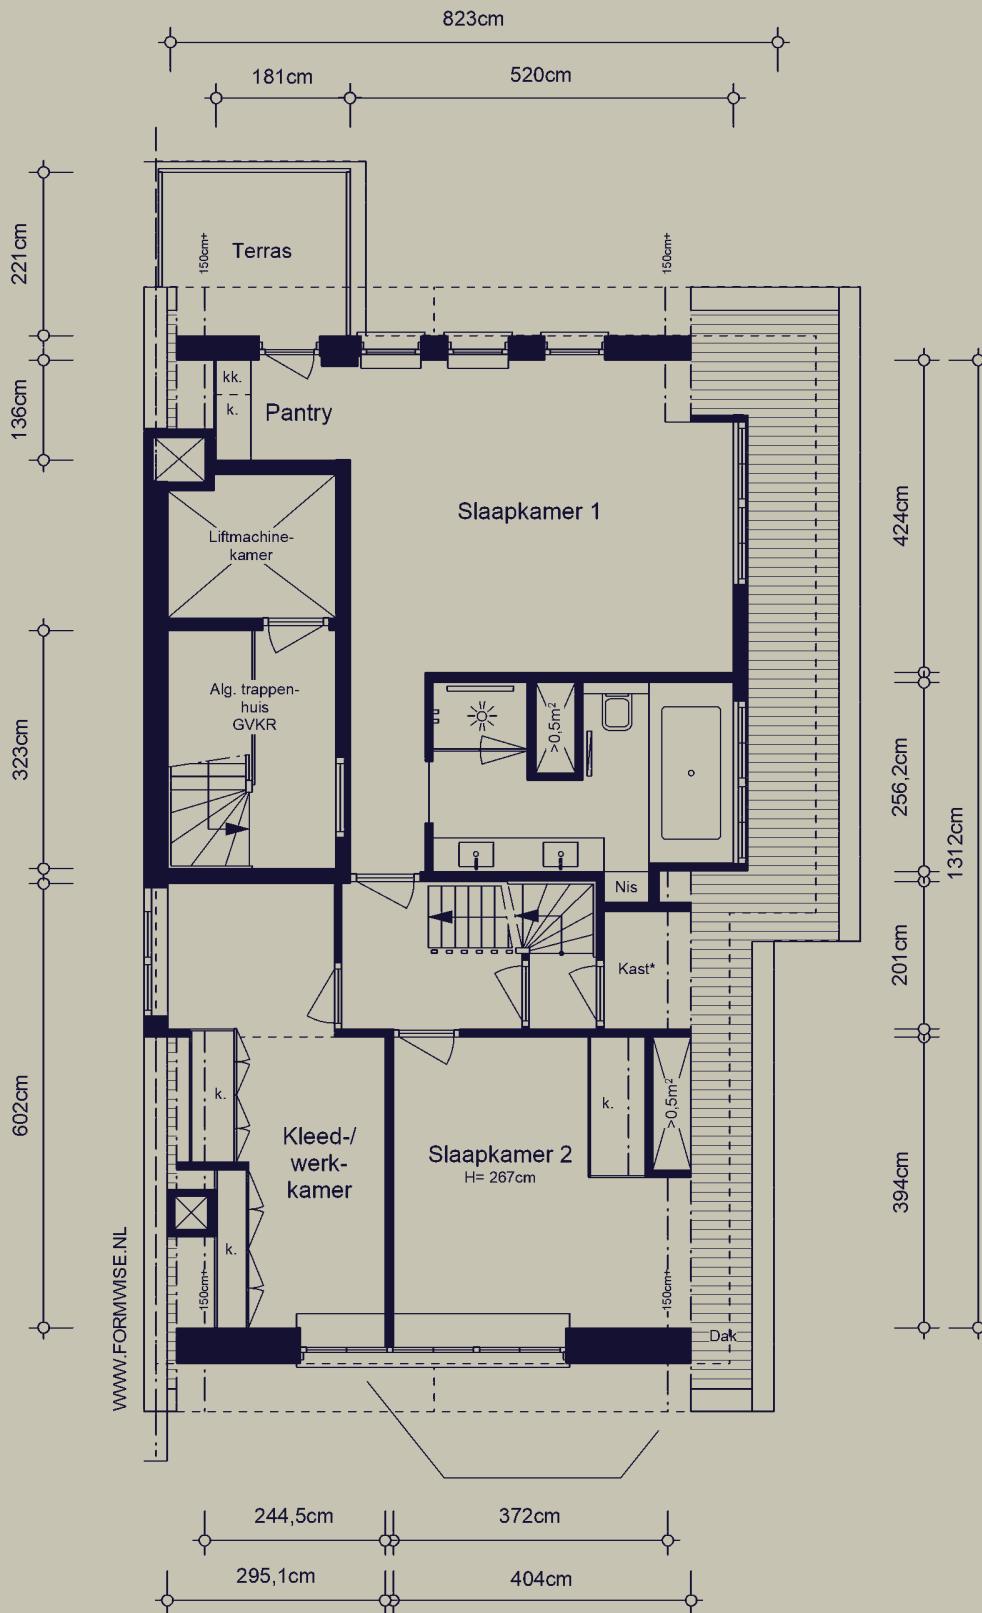 823cm
181cm
520cm
221cm
Terras
150cm+
150cm+
136cm
kk.
k.
Pantry
Slaapkamer 1
424cm
Liftmachine-
kamer
323cm
Alg. trappen-
huis
GVKR
>0,5m²
256,2cm
1312cm
Nis
Kast*
201cm
602cm
k.
Kleed-/
werk-
kamer
k.
Slaapkamer 2
H= 267cm
k.
>0,5m²
394cm
150cm+
150cm+
Dak
WWW.FORMWISE.NL
244,5cm
372cm
295,1cm
404cm